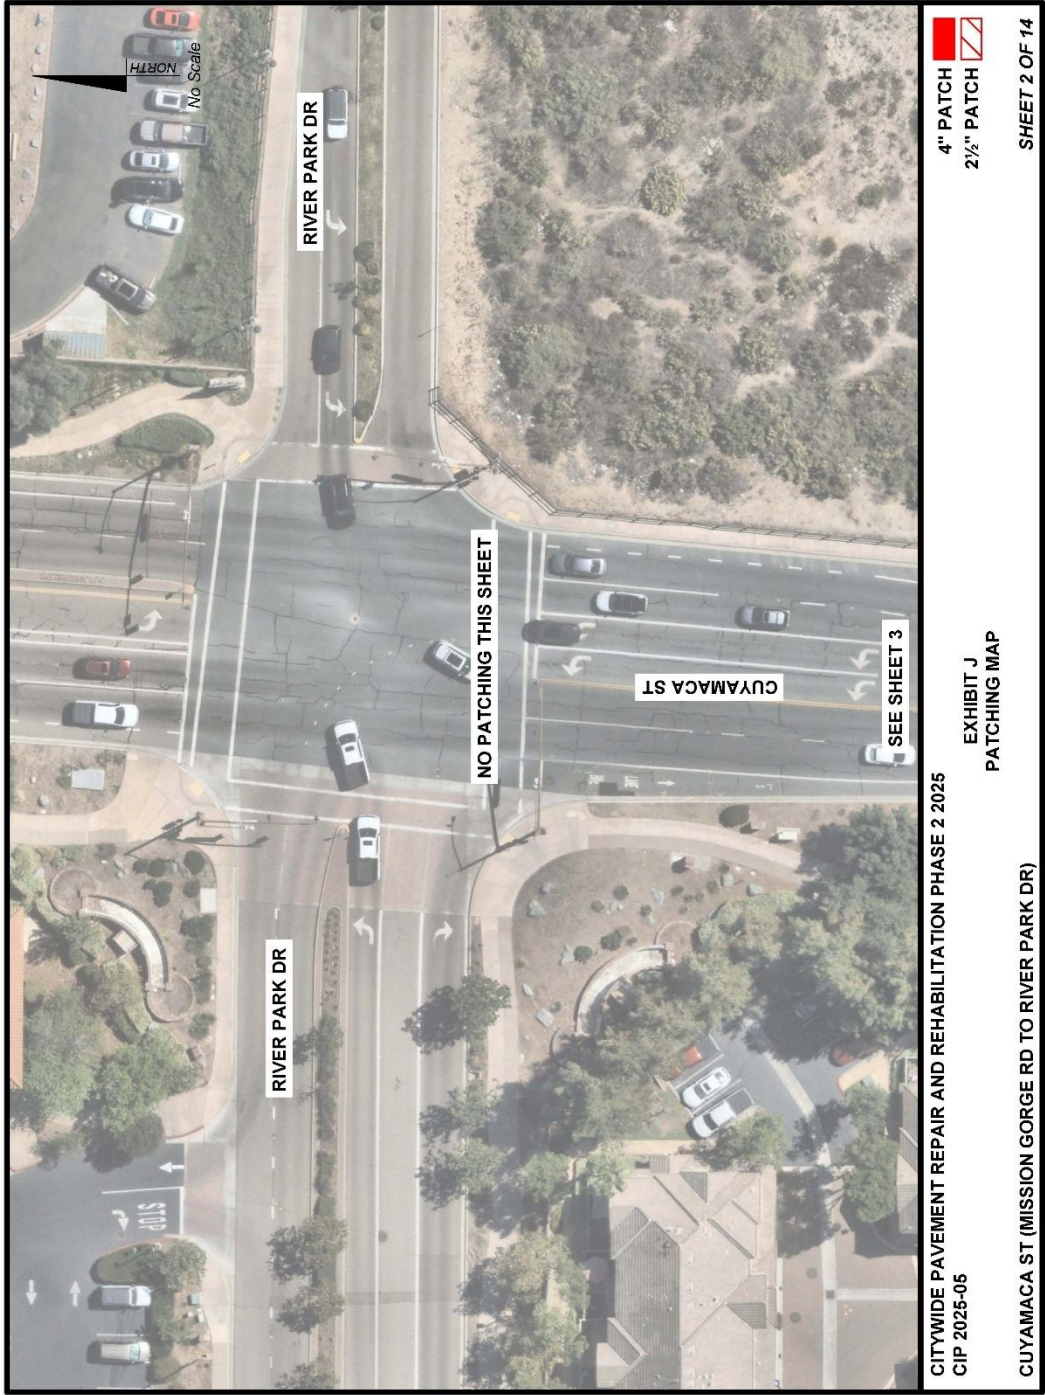 NORTH
No Scale
RIVER PARK DR
RIVER PARK DR
NO PATCHING THIS SHEET
CUYAMACA ST
SEE SHEET 3
STOP
CITYWIDE PAVEMENT REPAIR AND REHABILITATION PHASE 2 2025
CIP 2025-05
CUYAMACA ST (MISSION GORGE RD TO RIVER PARK DR)
EXHIBIT J
PATCHING MAP
4" PATCH
2½" PATCH
SHEET 2 OF 14